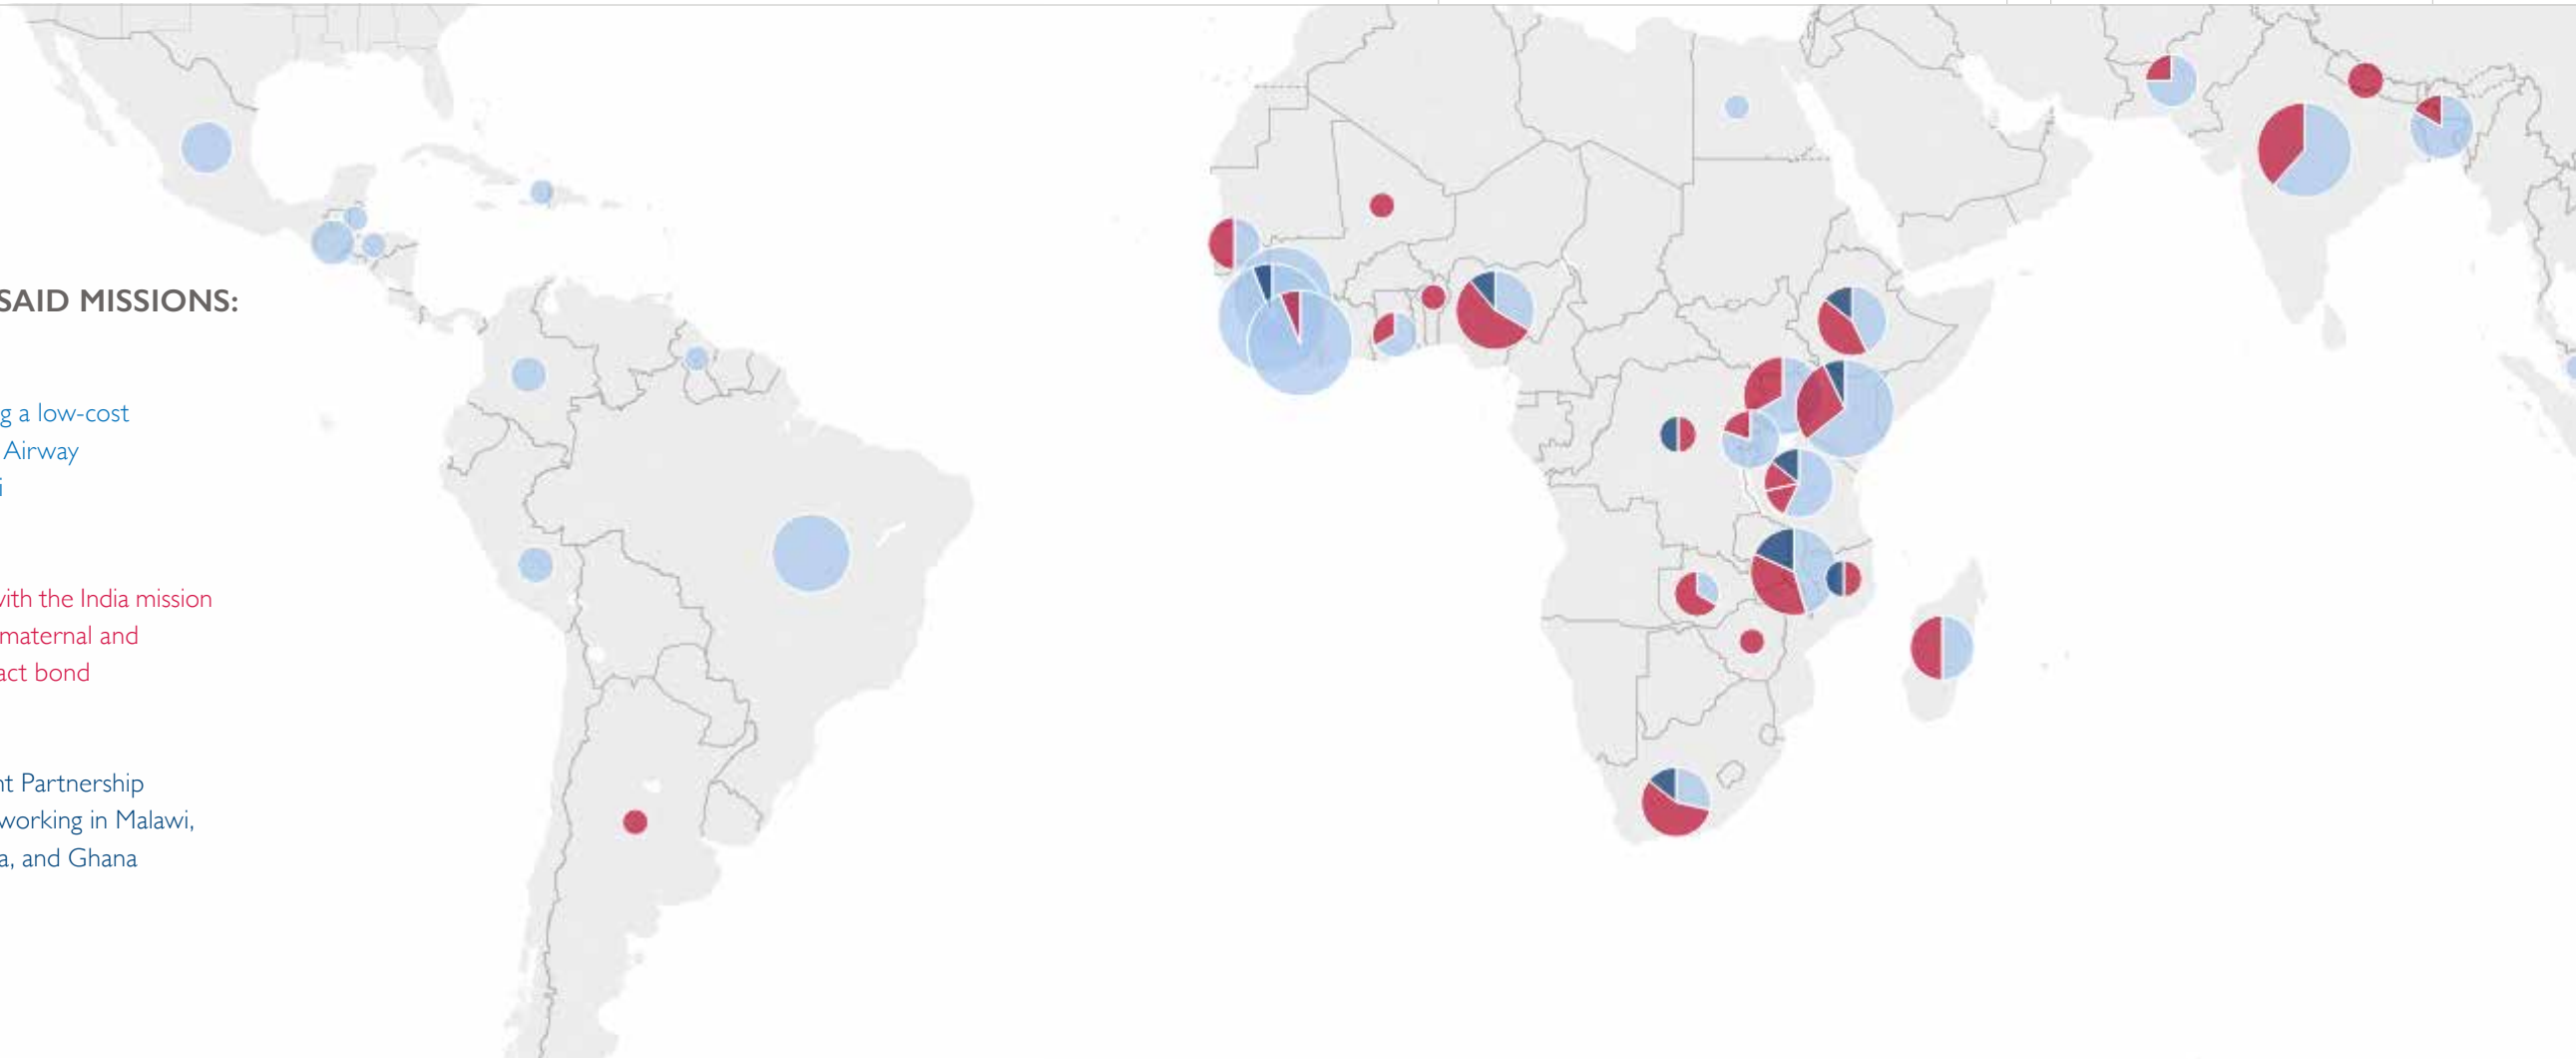 SAID MISSIONS:
g a low-cost
Airway
i
with the India mission
maternal and
act bond
nt Partnership
working in Malawi,
a, and Ghana